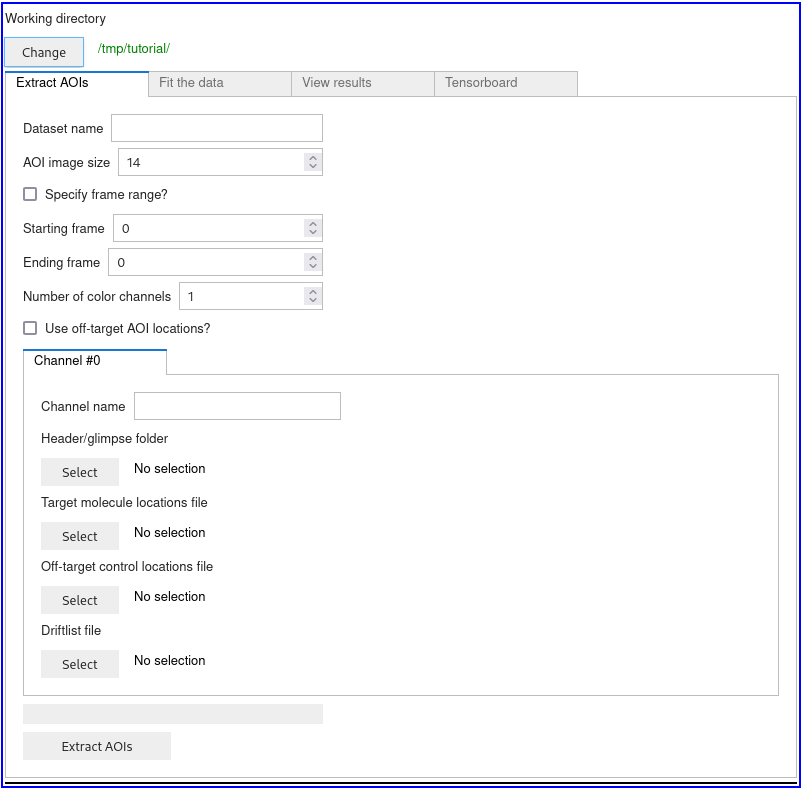 Working directory
Change /tmp/tutorial/
Extract AOIs Fit the data View results Tensorboard
Dataset name
AOI image size 14
Specify frame range?
Starting frame 0
Ending frame 0
Number of color channels 1
Use off-target AOI locations?
Channel #0
Channel name
Header/glimpse folder
Select No selection
Target molecule locations file
Select No selection
Off-target control locations file
Select No selection
Driftlist file
Select No selection
Extract AOIs